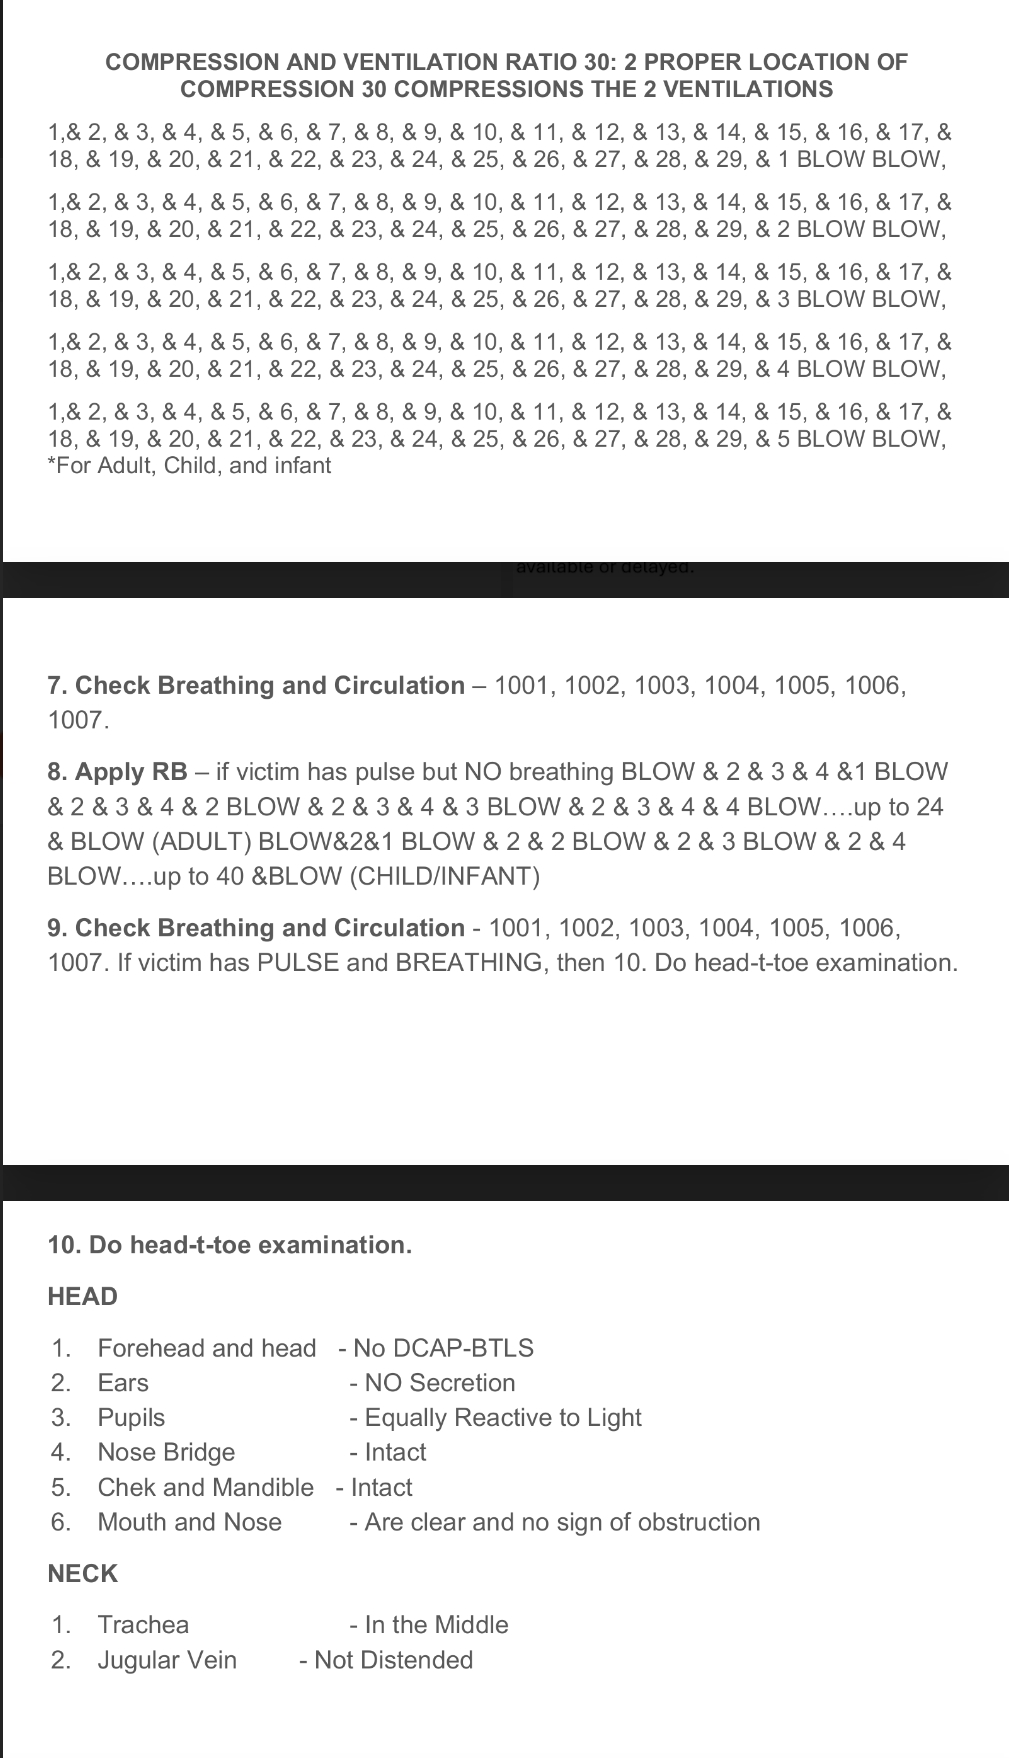 COMPRESSION AND VENTILATION RATIO 30: 2 PROPER LOCATION OF
COMPRESSION 30 COMPRESSIONS THE 2 VENTILATIONS
1,& 2, & 3, & 4, & 5, & 6, & 7, & 8, & 9, & 10, & 11, & 12, & 13, & 14, & 15, & 16, & 17, &
18, & 19, & 20, & 21, & 22, & 23, & 24, & 25, & 26, & 27, & 28, & 29, & 1 BLOW BLOW,
1,& 2, & 3, & 4, & 5, & 6, & 7, & 8, & 9, & 10, & 11, & 12, & 13, & 14, & 15, & 16, & 17, &
18, & 19, & 20, & 21, & 22, & 23, & 24, & 25, & 26, & 27, & 28, & 29, & 2 BLOW BLOW,
1,& 2, & 3, & 4, & 5, & 6, & 7, & 8, & 9, & 10, & 11, & 12, & 13, & 14, & 15, & 16, & 17, &
18, & 19, & 20, & 21, & 22, & 23, & 24, & 25, & 26, & 27, & 28, & 29, & 3 BLOW BLOW,
1,& 2, & 3, & 4, & 5, & 6, & 7, & 8, & 9, & 10, & 11, & 12, & 13, & 14, & 15, & 16, & 17, &
18, & 19, & 20, & 21, & 22, & 23, & 24, & 25, & 26, & 27, & 28, & 29, & 4 BLOW BLOW,
1,& 2, & 3, & 4, & 5, & 6, & 7, & 8, & 9, & 10, & 11, & 12, & 13, & 14, & 15, & 16, & 17, &
18, & 19, & 20, & 21, & 22, & 23, & 24, & 25, & 26, & 27, & 28, & 29, & 5 BLOW BLOW,
*For Adult, Child, and infant
available or delayed.
7. Check Breathing and Circulation – 1001, 1002, 1003, 1004, 1005, 1006,
1007.
8. Apply RB – if victim has pulse but NO breathing BLOW & 2 & 3 & 4 &1 BLOW
& 2 & 3 & 4 & 2 BLOW & 2 & 3 & 4 & 3 BLOW & 2 & 3 & 4 & 4 BLOW….up to 24
& BLOW (ADULT) BLOW&2&1 BLOW & 2 & 2 BLOW & 2 & 3 BLOW & 2 & 4
BLOW….up to 40 &BLOW (CHILD/INFANT)
9. Check Breathing and Circulation - 1001, 1002, 1003, 1004, 1005, 1006,
1007. If victim has PULSE and BREATHING, then 10. Do head-t-toe examination.
10. Do head-t-toe examination.
HEAD
1. Forehead and head - No DCAP-BTLS
2. Ears - NO Secretion
3. Pupils - Equally Reactive to Light
4. Nose Bridge - Intact
5. Chek and Mandible - Intact
6. Mouth and Nose - Are clear and no sign of obstruction
NECK
1. Trachea - In the Middle
2. Jugular Vein - Not Distended